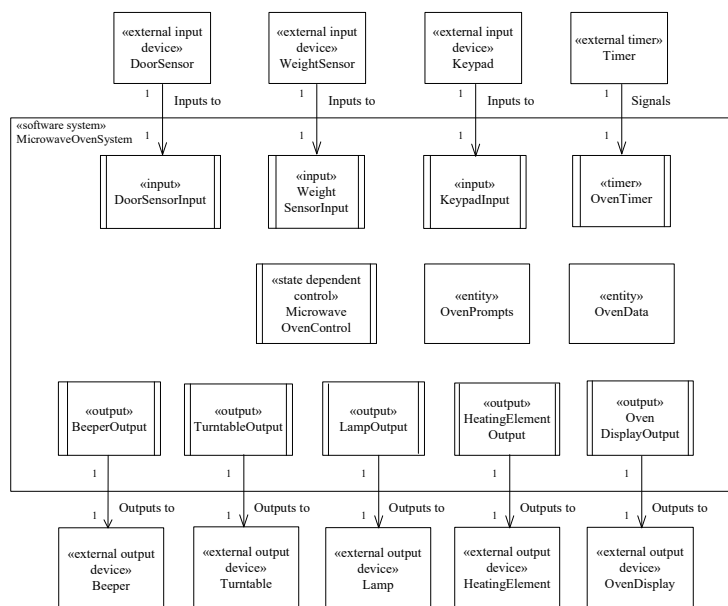 «external input
device»
DoorSensor
«external input
device»
WeightSensor
«external input
device»
Keypad
«external timer»
Timer
1
Inputs to
1
Inputs to
1
Inputs to
1
Signals
«software system»
MicrowaveOvenSystem
1
1
1
1
«input»
DoorSensorInput
«input»
Weight
SensorInput
«input»
KeypadInput
«timer»
OvenTimer
«state dependent
control»
Microwave
OvenControl
«entity»
OvenPrompts
«entity»
OvenData
«output»
BeeperOutput
«output»
TurntableOutput
«output»
LampOutput
«output»
HeatingElement
Output
«output»
Oven
DisplayOutput
1
1
1
1
1
Outputs to
Outputs to
Outputs to
Outputs to
Outputs to
1
1
1
1
1
«external output
device»
Beeper
«external output
device»
Turntable
«external output
device»
Lamp
«external output
device»
HeatingElement
«external output
device»
OvenDisplay